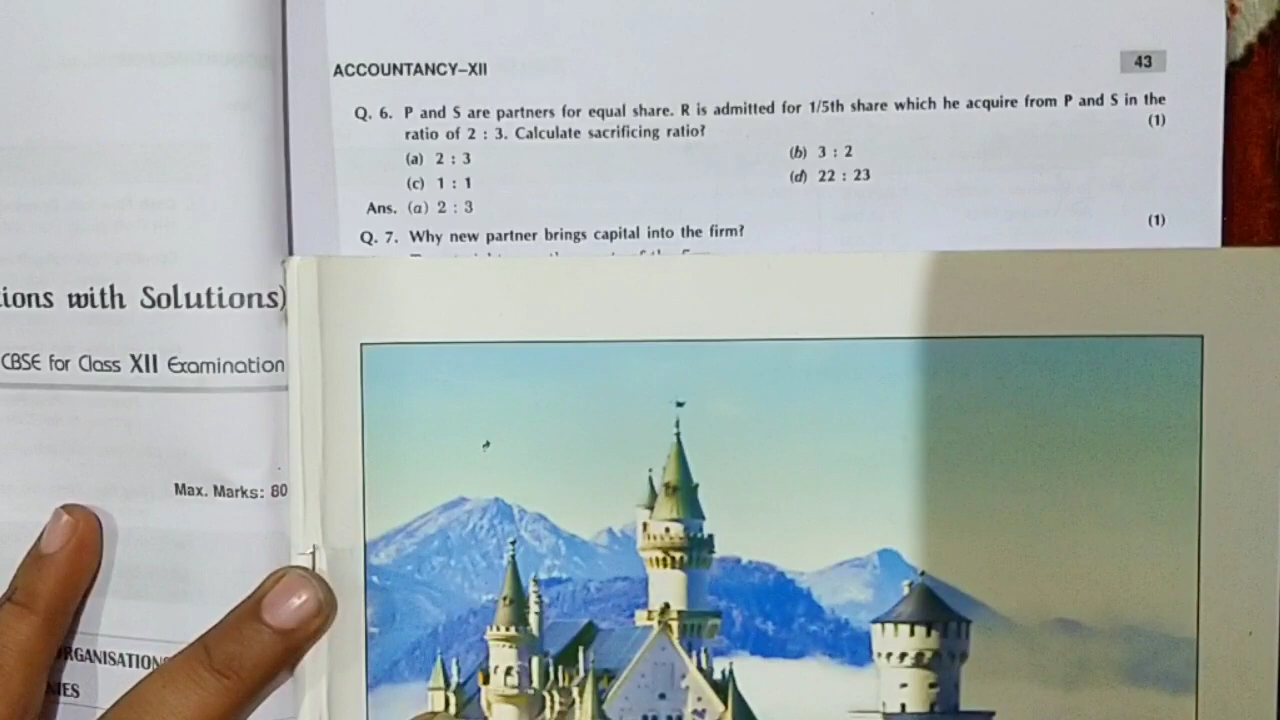 ACCOUNTANCY–XII
43
Q. 6. P and S are partners for equal share. R is admitted for 1/5th share which he acquire from P and S in the
ratio of 2 : 3. Calculate sacrificing ratio?
(1)
(a) 2 : 3
(b) 3 : 2
(c) 1 : 1
(d) 22 : 23
Ans. (a) 2 : 3
Q. 7. Why new partner brings capital into the firm?
(1)
ions with Solutions)
CBSE for Class XII Examination
Max. Marks: 80
RGANISATION